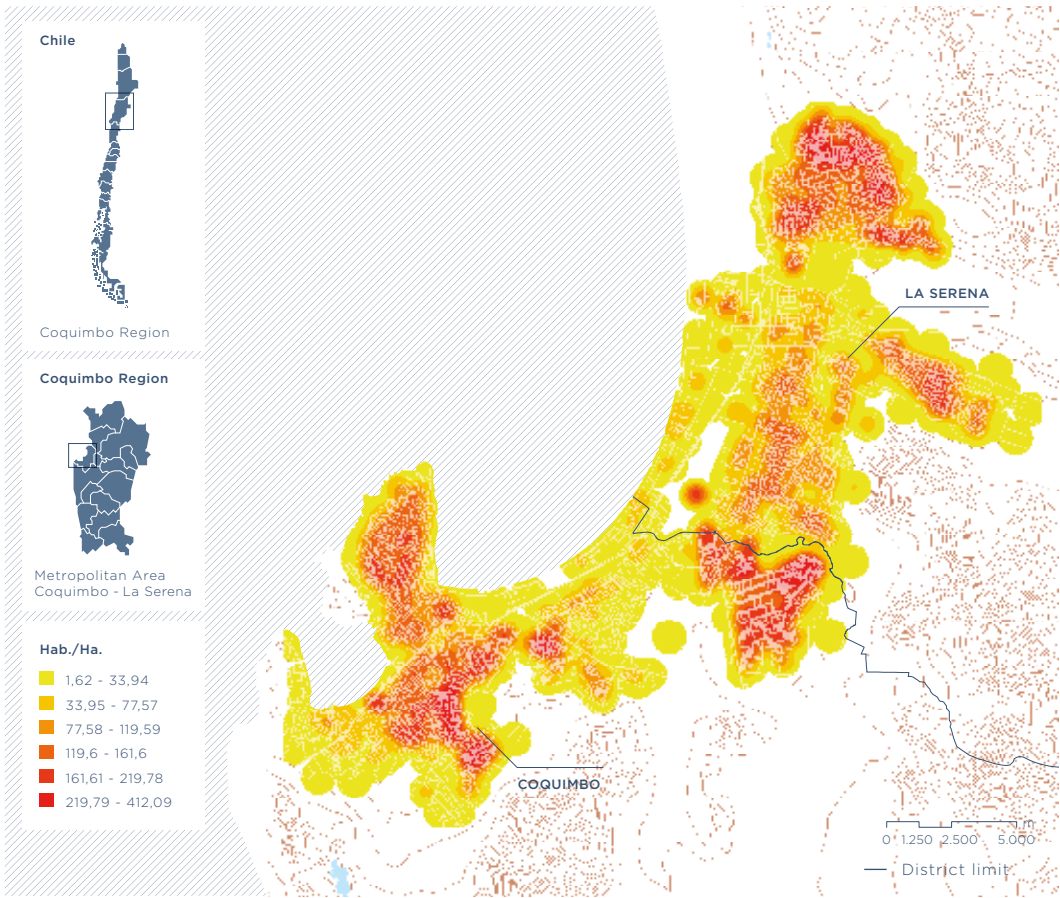 Chile
Coquimbo Region
Coquimbo Region
Metropolitan Area
Coquimbo - La Serena
Hab./Ha.
1,62 - 33,94
33,95 - 77,57
77,58 - 119,59
119,6 - 161,6
161,61 - 219,78
219,79 - 412,09
LA SERENA
COQUIMBO
m
0 1.250 2.500 5.000
District limit